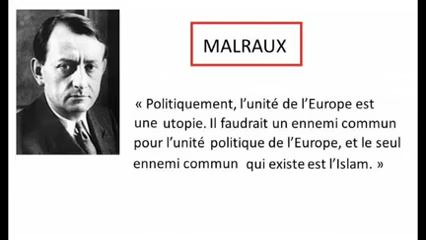 MALRAUX
« Politiquement, l'unité de l'Europe est
une utopie. Il faudrait un ennemi commun
pour l'unité politique de l'Europe, et le seul
ennemi commun qui existe est l'Islam. »